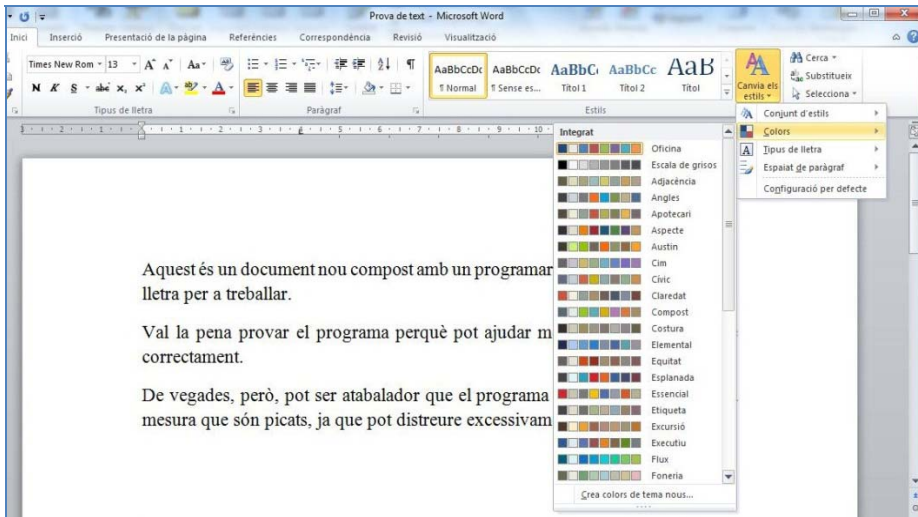 Prova de text - Microsoft Word
Inici Inserció Presentació de la pàgina Referències Correspondència Revisió Visualització
Times New Rom 13 Aa
AaBbCcDc AaBbCcDc AaBbC AaBbCc AaB
N K S abc x, x²
¶ Normal ¶ Sense es... Títol 1 Títol 2 Títol
Canvia els estils
Cerca
Substitueix
Selecciona
Tipus de lletra Paràgraf Estils
Conjunt d'estils
Colors
Tipus de lletra
Espaiat de paràgraf
Configuració per defecte
Integrat
Oficina
Escala de grisos
Adjacència
Angles
Apotecari
Aspecte
Austin
Cim
Cívic
Claredat
Compost
Costura
Elemental
Equitat
Esplanada
Essencial
Etiqueta
Excursió
Executiu
Flux
Foneria
Crea colors de tema nous...
Aquest és un document nou compost amb un programar
lletra per a treballar.
Val la pena provar el programa perquè pot ajudar m
correctament.
De vegades, però, pot ser atabalador que el programa
mesura que són picats, ja que pot distreure excessivam